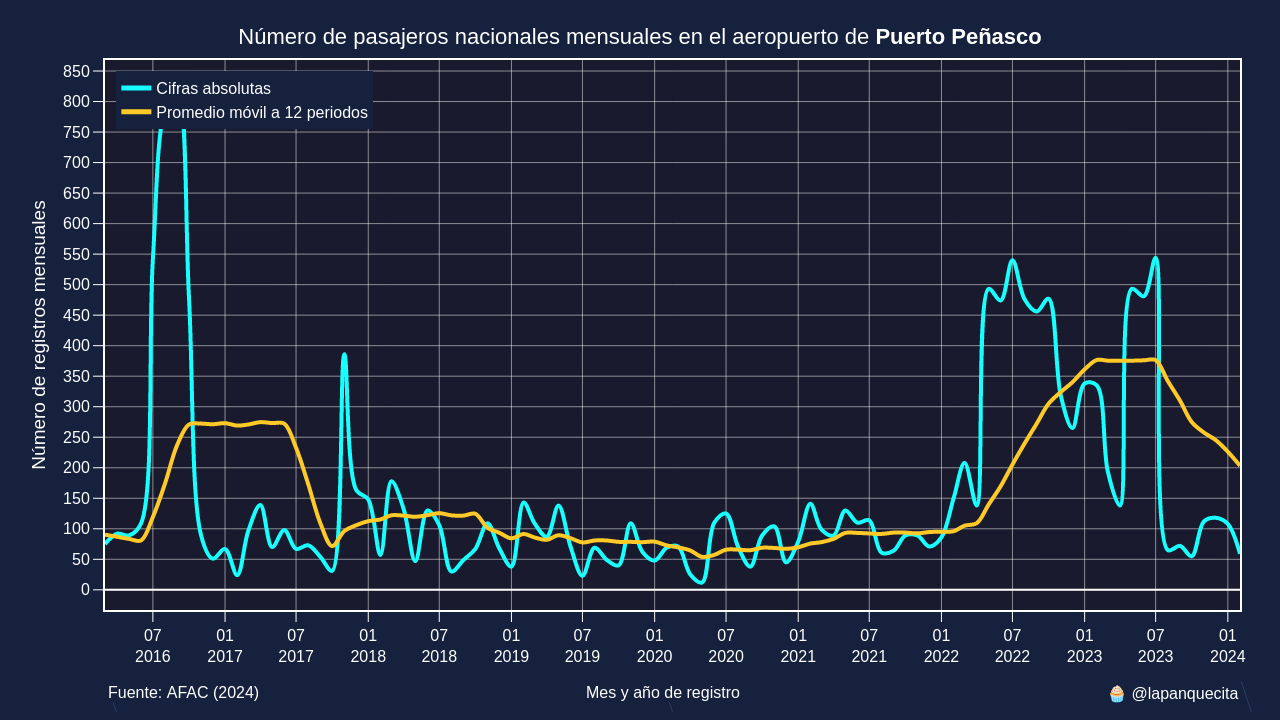 Número de pasajeros nacionales mensuales en el aeropuerto de Puerto Peñasco
Cifras absolutas
Promedio móvil a 12 periodos
Número de registros mensuales
850
800
750
700
650
600
550
500
450
400
350
300
250
200
150
100
50
0
07 01 07 01 07 01 07 01 07 01 07 01 07 01 07 01
2016 2017 2017 2018 2018 2019 2019 2020 2020 2021 2021 2022 2022 2023 2023 2024
Fuente: AFAC (2024)
Mes y año de registro
🧁 @lapanquecita